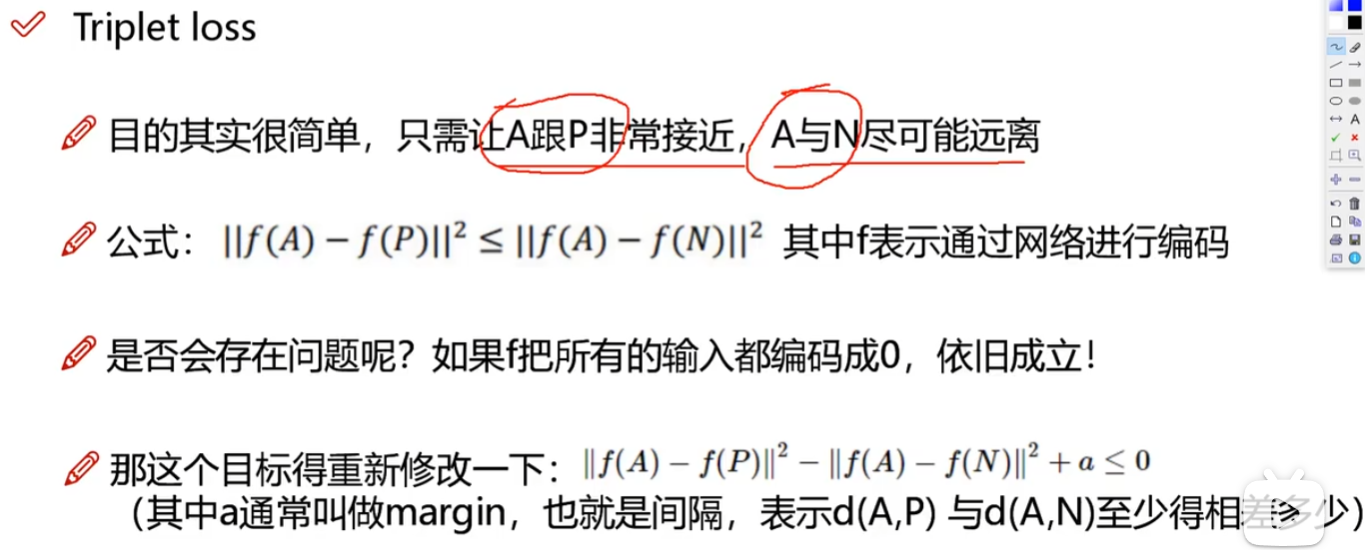 Triplet loss
目的其实很简单，只需让A跟P非常接近，A与N尽可能远离
公式：||f(A) − f(P)||² ≤ ||f(A) − f(N)||² 其中f表示通过网络进行编码
是否会存在问题呢？如果f把所有的输入都编码成0，依旧成立！
那这个目标得重新修改一下：‖f(A) − f(P)‖² − ‖f(A) − f(N)‖² + a ≤ 0
（其中a通常叫做margin，也就是间隔，表示d(A,P) 与d(A,N)至少得相差多少）